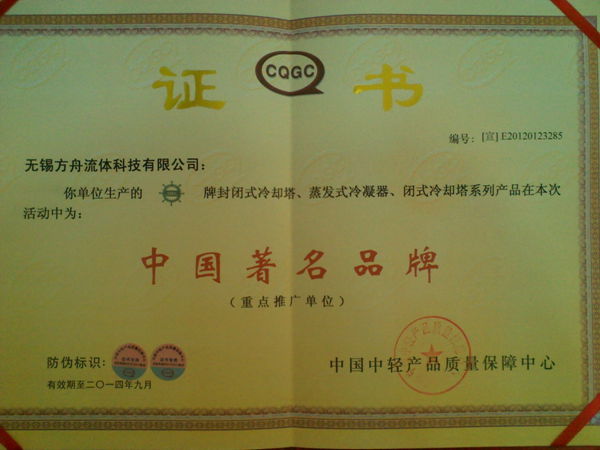 证 CQGC 书
编号：[宣] E20120123285
无锡方舟流体科技有限公司：
你单位生产的 牌封闭式冷却塔、蒸发式冷凝器、闭式冷却塔系列产品在本次
活动中为：
中国著名品牌
（重点推广单位）
防伪标识：
中国中轻产品质量保障中心
有效期至二〇一四年九月